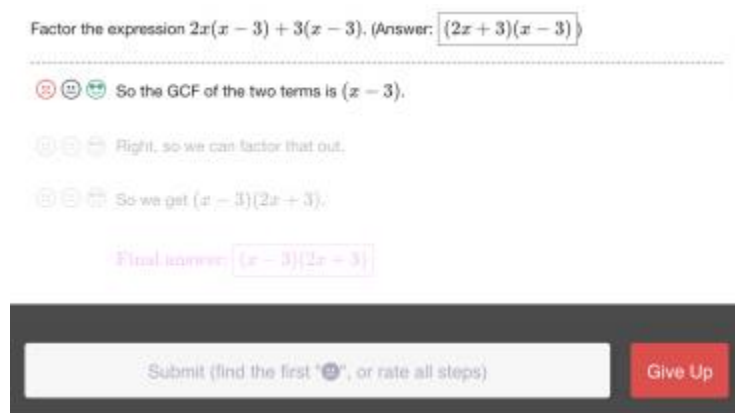 Factor the expression 2x(x − 3) + 3(x − 3). (Answer: (2x + 3)(x − 3))
So the GCF of the two terms is (x − 3).
Right, so we can factor that out.
So we get (x − 3)(2x + 3).
Final answer: (x − 3)(2x + 3)
Submit (find the first "☹", or rate all steps)
Give Up